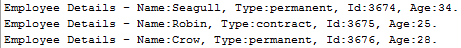 Employee Details - Name:Seagull, Type:permanent, Id:3674, Age:34.
Employee Details - Name:Robin, Type:contract, Id:3675, Age:25.
Employee Details - Name:Crow, Type:permanent, Id:3676, Age:28.